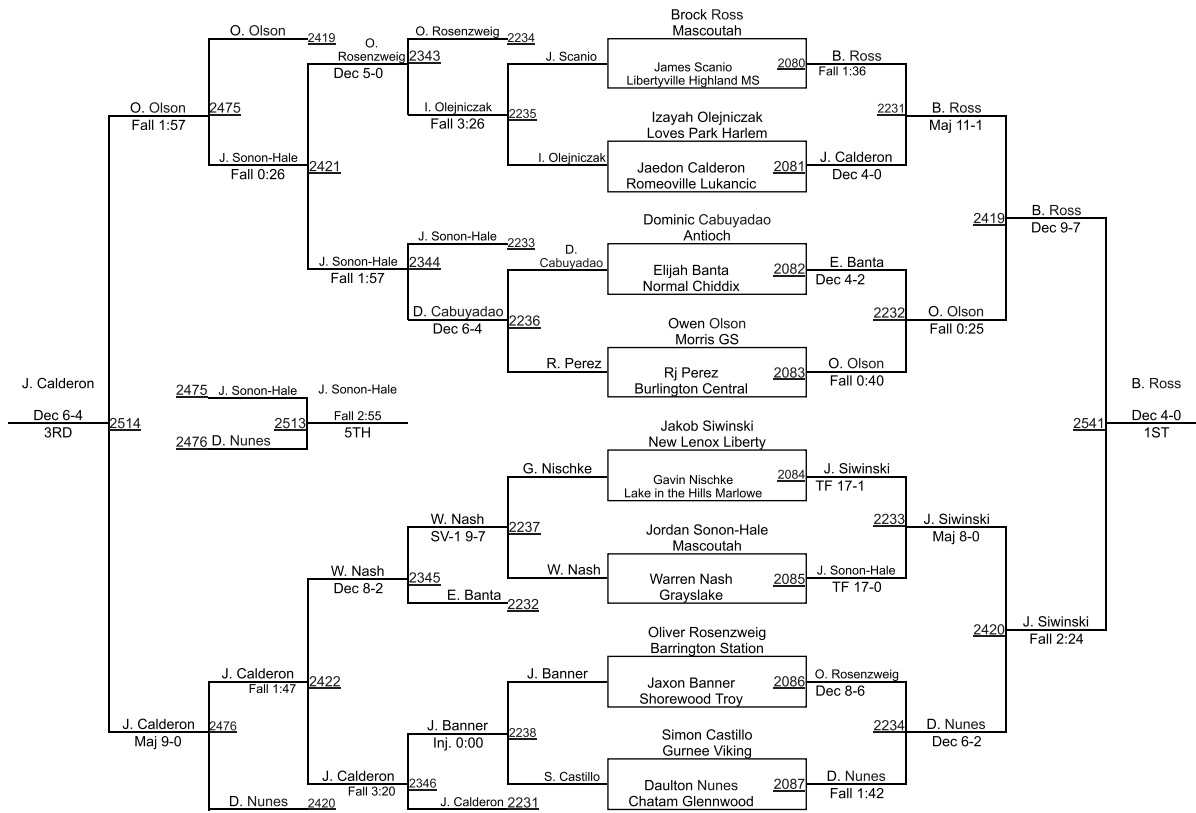 Brock Ross
Mascoutah
O. Olson
2419
O.
Rosenzweig
2343
Dec 5-0
O. Rosenzweig
2234
J. Scanio
James Scanio
2080
Libertyville Highland MS
B. Ross
Fall 1:36
O. Olson
2475
Fall 1:57
I. Olejniczak
2235
Fall 3:26
Izayah Olejniczak
Loves Park Harlem
2231
B. Ross
Maj 11-1
J. Sonon-Hale
2421
Fall 0:26
I. Olejniczak
Jaedon Calderon
2081
Romeoville Lukancic
J. Calderon
Dec 4-0
Dominic Cabuyadao
Antioch
2419
B. Ross
Dec 9-7
J. Sonon-Hale
2233
D.
Cabuyadao
J. Sonon-Hale
2344
Fall 1:57
Elijah Banta
2082
Normal Chiddix
E. Banta
Dec 4-2
D. Cabuyadao
2236
Dec 6-4
Owen Olson
Morris GS
2232
O. Olson
Fall 0:25
R. Perez
Rj Perez
2083
Burlington Central
O. Olson
Fall 0:40
J. Calderon
Dec 6-4
2514
3RD
2475
J. Sonon-Hale
J. Sonon-Hale
2513
Fall 2:55
5TH
2476
D. Nunes
B. Ross
2541
Dec 4-0
1ST
Jakob Siwinski
New Lenox Liberty
G. Nischke
Gavin Nischke
2084
Lake in the Hills Marlowe
J. Siwinski
TF 17-1
W. Nash
2237
SV-1 9-7
Jordan Sonon-Hale
Mascoutah
2233
J. Siwinski
Maj 8-0
W. Nash
2345
Dec 8-2
E. Banta
2232
W. Nash
Warren Nash
2085
Grayslake
J. Sonon-Hale
TF 17-0
Oliver Rosenzweig
Barrington Station
2420
J. Siwinski
Fall 2:24
J. Calderon
2422
Fall 1:47
J. Banner
Jaxon Banner
2086
Shorewood Troy
O. Rosenzweig
Dec 8-6
J. Calderon
2476
Maj 9-0
J. Banner
2238
Inj. 0:00
Simon Castillo
Gurnee Viking
2234
D. Nunes
Dec 6-2
J. Calderon
2346
Fall 3:20
S. Castillo
Daulton Nunes
2087
Chatam Glennwood
D. Nunes
Fall 1:42
D. Nunes
2420
J. Calderon
2231